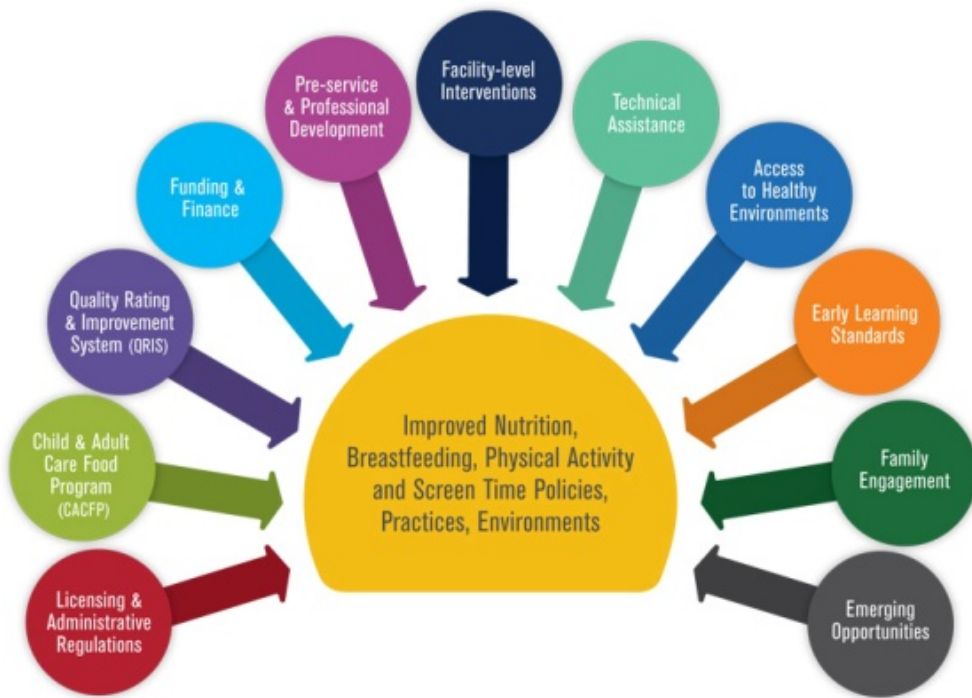 Licensing &
Administrative
Regulations
Child & Adult
Care Food
Program
(CACFP)
Quality Rating
& Improvement
System (QRIS)
Funding &
Finance
Pre-service
& Professional
Development
Facility-level
Interventions
Technical
Assistance
Access
to Healthy
Environments
Early Learning
Standards
Family
Engagement
Emerging
Opportunities
Improved Nutrition,
Breastfeeding, Physical Activity
and Screen Time Policies,
Practices, Environments